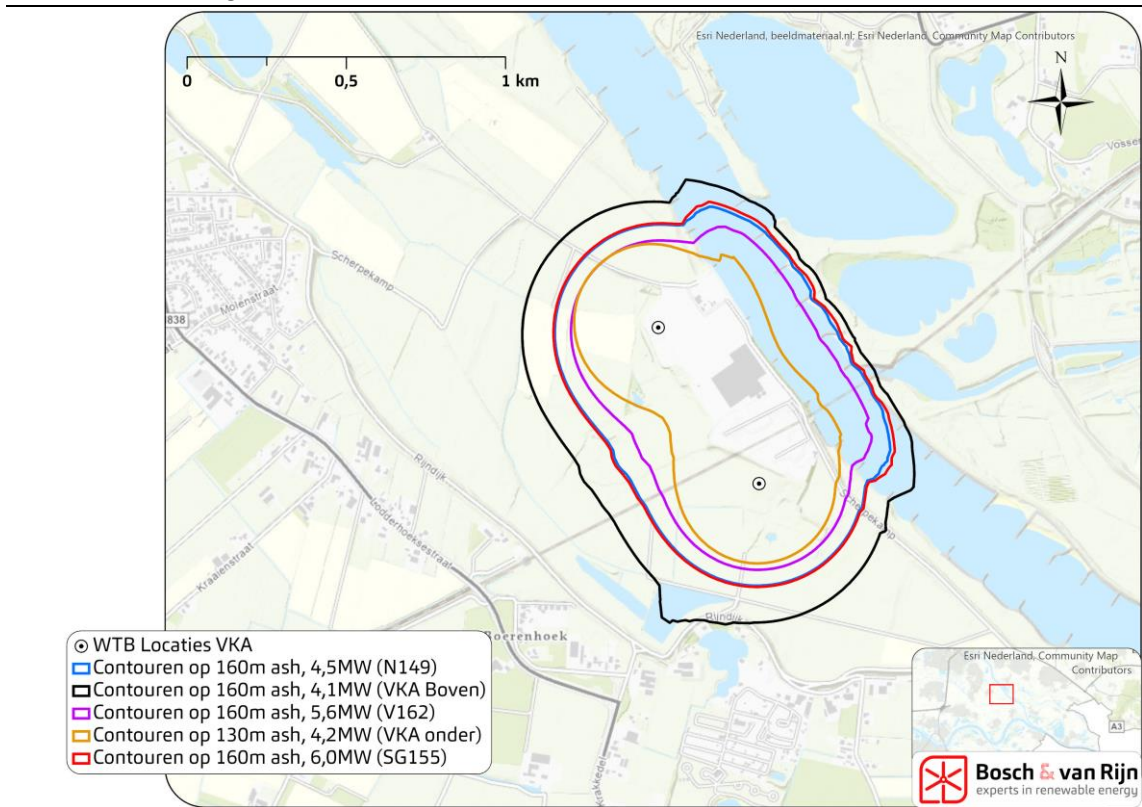 Esri Nederland, beeldmateriaal.nl: Esri Nederland, Community Map Contributors
0 0,5 1 km
N
Scherpekamp
Molenstraat
838
Rijndijk
Lodderhoeksestraat
Kraaienstraat
Scherpekamp
Rijndijk
Boerenhoek
Krakkedel
WTB Locaties VKA
Contouren op 160m ash, 4,5MW (N149)
Contouren op 160m ash, 4,1MW (VKA Boven)
Contouren op 160m ash, 5,6MW (V162)
Contouren op 130m ash, 4,2MW (VKA onder)
Contouren op 160m ash, 6,0MW (SG155)
Esri Nederland, Community Map
Contributors
A3
Bosch & van Rijn
experts in renewable energy